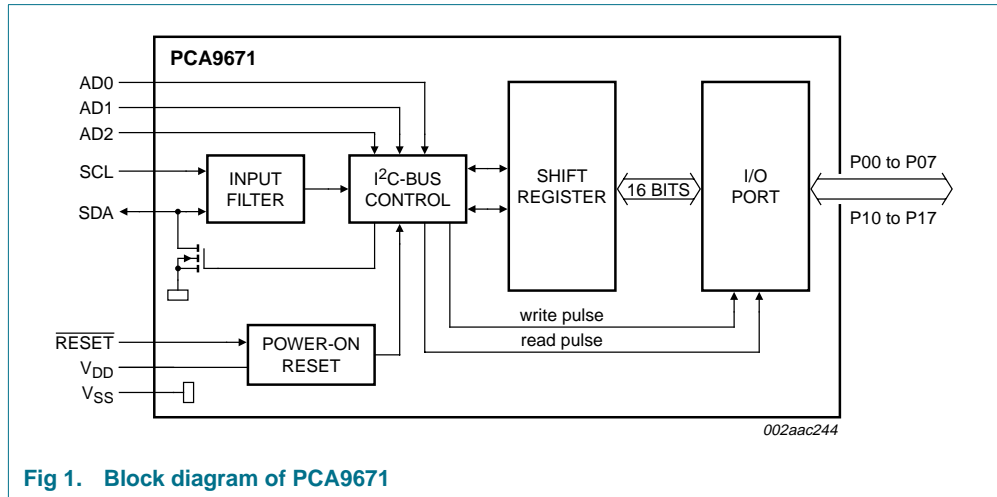 PCA9671
AD0
AD1
AD2
SCL
SDA
INPUT
FILTER
I²C-BUS
CONTROL
SHIFT
REGISTER
16 BITS
I/O
PORT
P00 to P07
P10 to P17
write pulse
read pulse
RESET
VDD
VSS
POWER-ON
RESET
002aac244
Fig 1. Block diagram of PCA9671